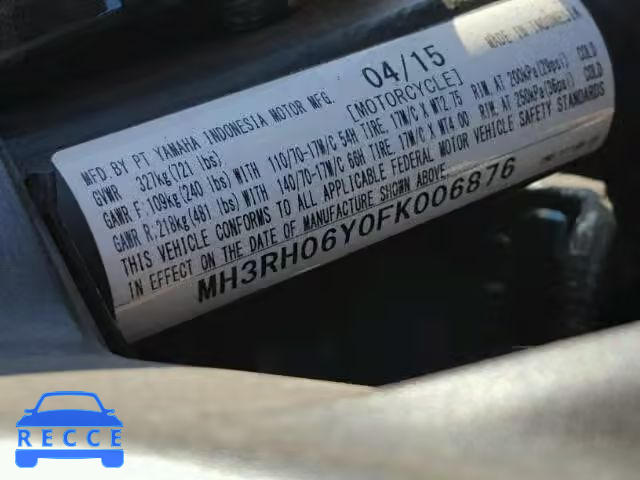 MFD BY PT YAMAHA INDONESIA MOTOR MFG. 04/15 MADE IN INDONESIA
GVWR 327kg(721 lbs) [MOTORCYCLE]
GAWR F:109kg(240 lbs) WITH 110/70-17M/C 54H TIRE, 17M/C X MT2.75 RIM, AT 200kPa(29psi) COLD
GAWR R:218kg(481 lbs) WITH 140/70-17M/C 66H TIRE, 17M/C X MT4.00 RIM, AT 250kPa(36psi) COLD
THIS VEHICLE CONFORMS TO ALL APPLICABLE FEDERAL MOTOR VEHICLE SAFETY STANDARDS
IN EFFECT ON THE DATE OF MANUFACTURE SHOWN ABOVE.
MH3RH06Y0FK006876
RECCE